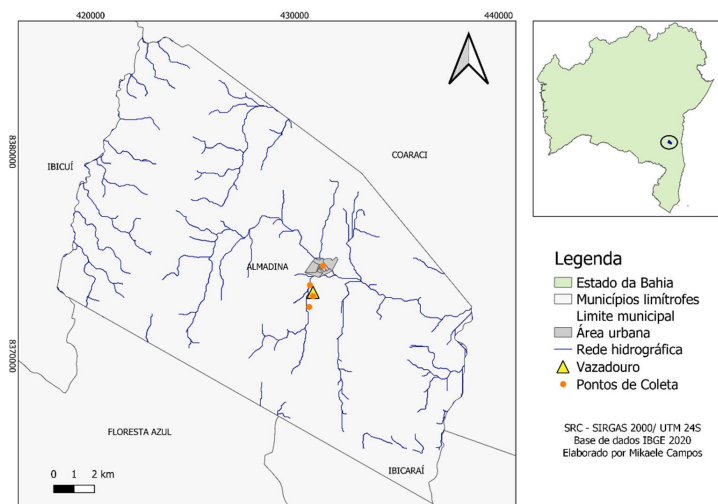 420000
430000
440000
8380000
8370000
COARACI
IBICUÍ
ALMADINA
FLORESTA AZUL
IBICARAÍ
0 1 2 km
Legenda
Estado da Bahia
Municípios limítrofes
Limite municipal
Área urbana
Rede hidrográfica
Vazadouro
Pontos de Coleta
SRC - SIRGAS 2000/ UTM 24S
Base de dados IBGE 2020
Elaborado por Mikaele Campos